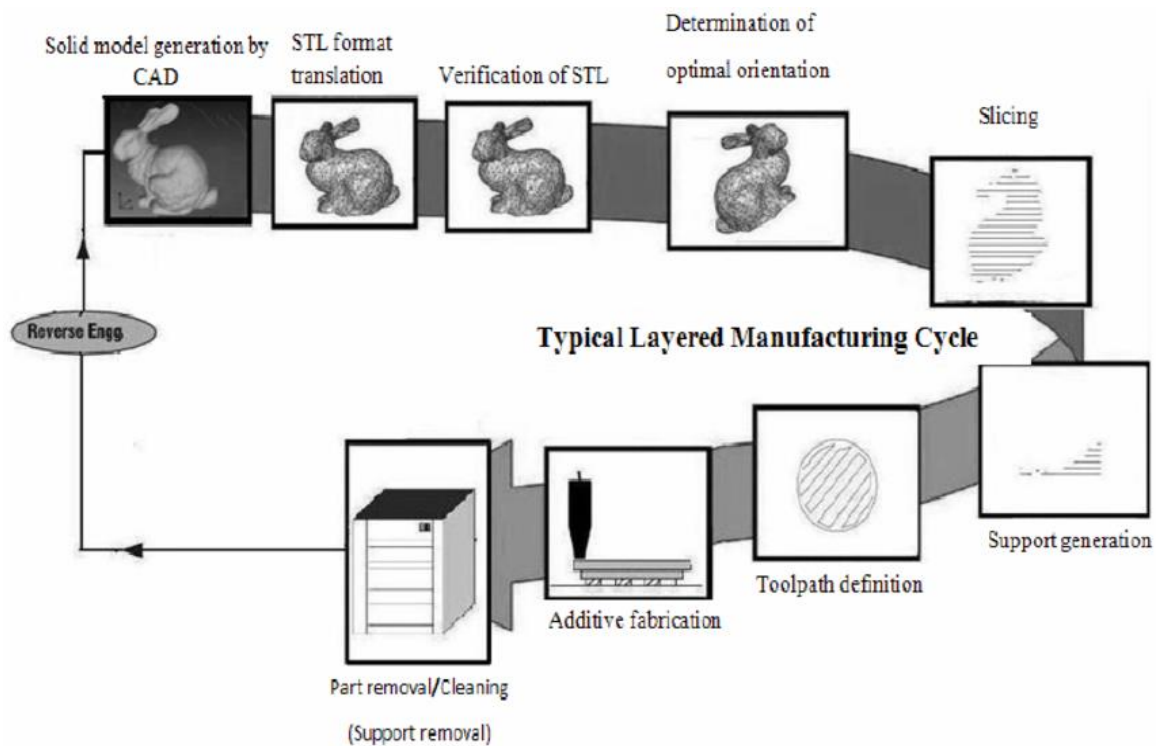 Solid model generation by
CAD
STL format
translation
Verification of STL
Determination of
optimal orientation
Slicing
Reverse Engg.
Typical Layered Manufacturing Cycle
Support generation
Toolpath definition
Additive fabrication
Part removal/Cleaning
(Support removal)